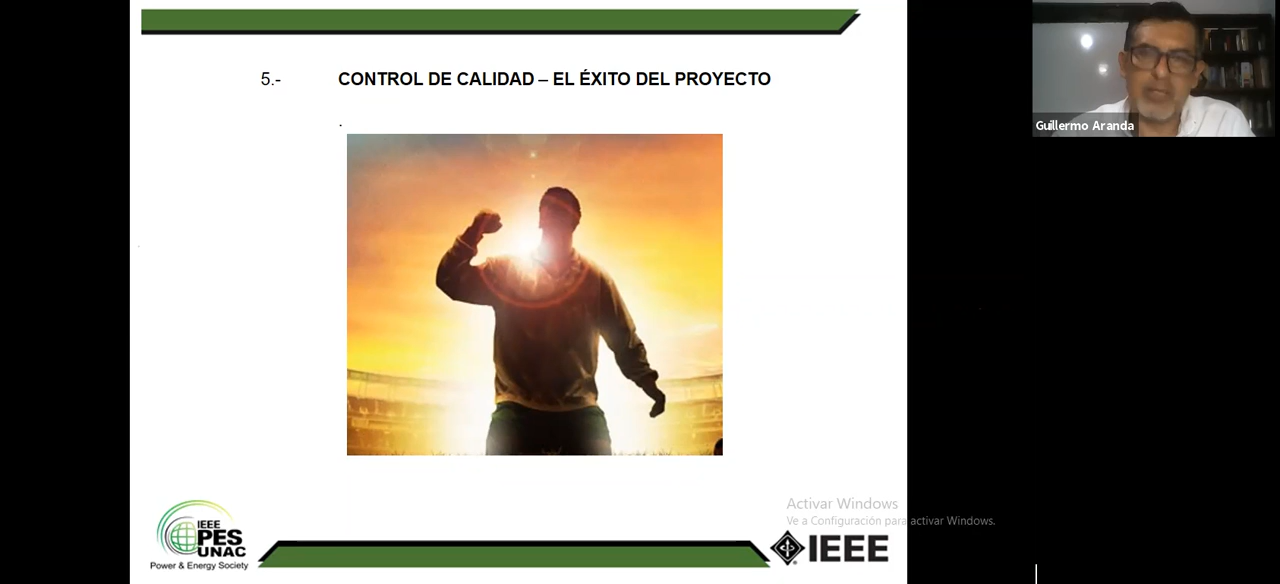 5.- CONTROL DE CALIDAD – EL ÉXITO DEL PROYECTO
.
Guillermo Aranda
IEEE
PES
UNAC
Power & Energy Society
Activar Windows
Ve a Configuración para activar Windows.
IEEE